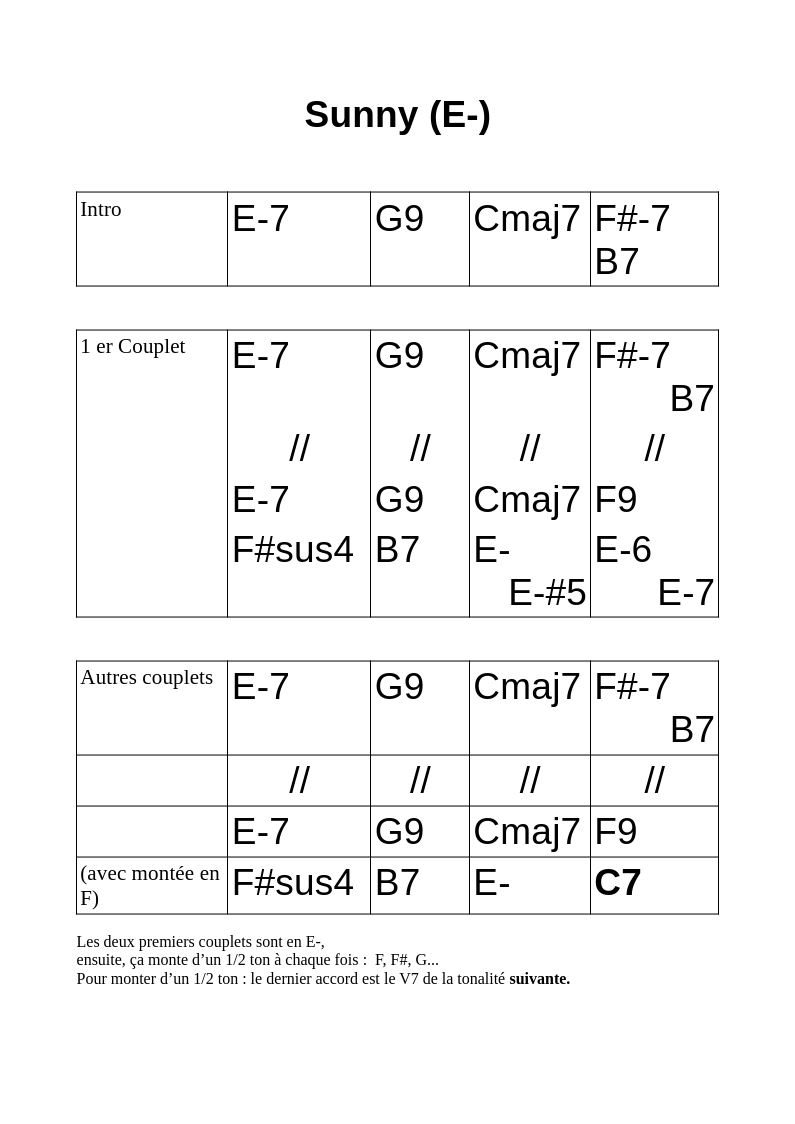 Sunny (E-)
Intro E-7 G9 Cmaj7 F#-7
B7
1 er Couplet E-7 G9 Cmaj7 F#-7
B7
// // // //
E-7 G9 Cmaj7 F9
F#sus4 B7 E- E-6
E-#5 E-7
Autres couplets E-7 G9 Cmaj7 F#-7
B7
// // // //
E-7 G9 Cmaj7 F9
(avec montée en F#sus4 B7 E- C7
F)
Les deux premiers couplets sont en E-,
ensuite, ça monte d’un 1/2 ton à chaque fois :  F, F#, G...
Pour monter d’un 1/2 ton : le dernier accord est le V7 de la tonalité suivante.